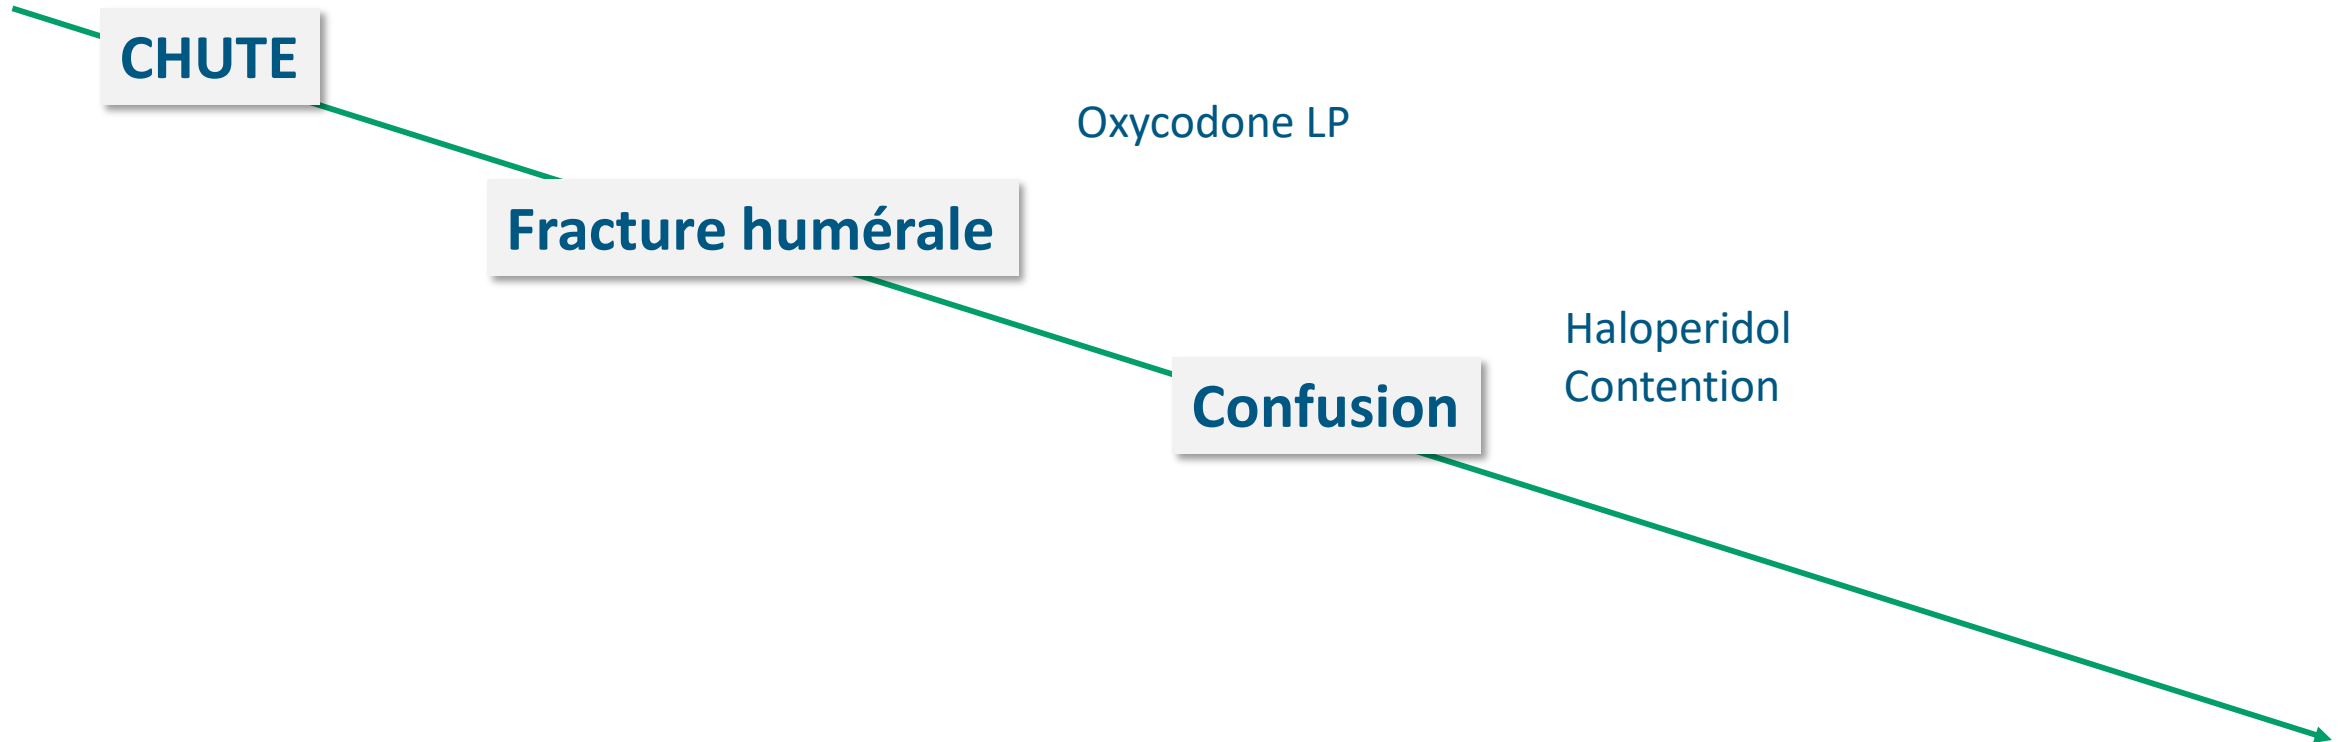 CHUTE
Oxycodone LP
Fracture humérale
Haloperidol
Contention
Confusion